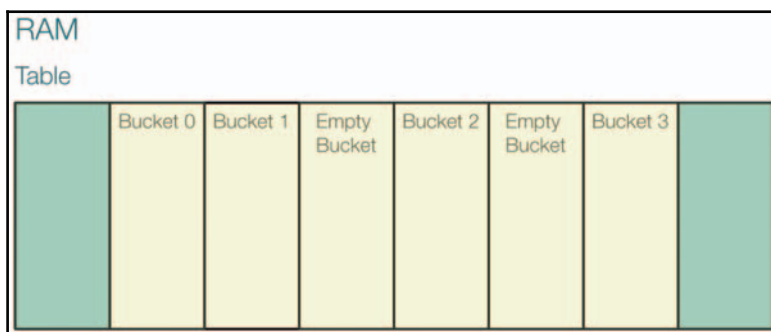 RAM
Table
Bucket 0
Bucket 1
Empty
Bucket
Bucket 2
Empty
Bucket
Bucket 3